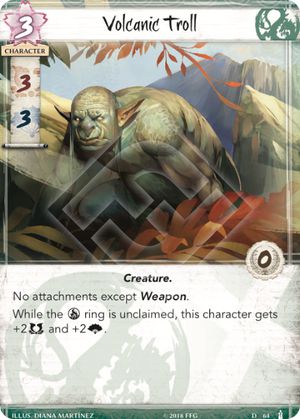 Volcanic Troll
3
CHARACTER
3
3
0
Creature.
No attachments except Weapon.
While the ring is unclaimed, this character gets
+2 and +2.
ILLUS. DIANA MARTÍNEZ ©2018 FFG D 64